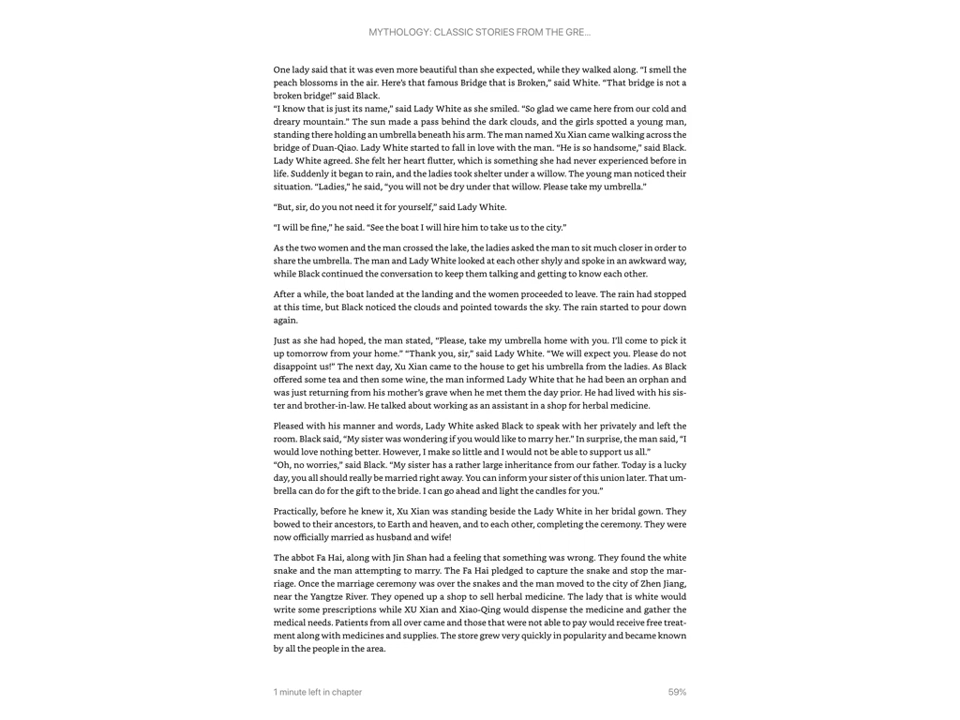 MYTHOLOGY: CLASSIC STORIES FROM THE GRE...
One lady said that it was even more beautiful than she expected, while they walked along. “I smell the
peach blossoms in the air. Here’s that famous Bridge that is Broken,” said White. “That bridge is not a
broken bridge!” said Black.
“I know that is just its name,” said Lady White as she smiled. “So glad we came here from our cold and
dreary mountain.” The sun made a pass behind the dark clouds, and the girls spotted a young man,
standing there holding an umbrella beneath his arm. The man named Xu Xian came walking across the
bridge of Duan-Qiao. Lady White started to fall in love with the man. “He is so handsome,” said Black.
Lady White agreed. She felt her heart flutter, which is something she had never experienced before in
life. Suddenly it began to rain, and the ladies took shelter under a willow. The young man noticed their
situation. “Ladies,” he said, “you will not be dry under that willow. Please take my umbrella.”
“But, sir, do you not need it for yourself,” said Lady White.
“I will be fine,” he said. “See the boat I will hire him to take us to the city.”
As the two women and the man crossed the lake, the ladies asked the man to sit much closer in order to
share the umbrella. The man and Lady White looked at each other shyly and spoke in an awkward way,
while Black continued the conversation to keep them talking and getting to know each other.
After a while, the boat landed at the landing and the women proceeded to leave. The rain had stopped
at this time, but Black noticed the clouds and pointed towards the sky. The rain started to pour down
again.
Just as she had hoped, the man stated, “Please, take my umbrella home with you. I’ll come to pick it
up tomorrow from your home.” “Thank you, sir,” said Lady White. “We will expect you. Please do not
disappoint us!” The next day, Xu Xian came to the house to get his umbrella from the ladies. As Black
offered some tea and then some wine, the man informed Lady White that he had been an orphan and
was just returning from his mother’s grave when he met them the day prior. He had lived with his sis-
ter and brother-in-law. He talked about working as an assistant in a shop for herbal medicine.
Pleased with his manner and words, Lady White asked Black to speak with her privately and left the
room. Black said, “My sister was wondering if you would like to marry her.” In surprise, the man said, “I
would love nothing better. However, I make so little and I would not be able to support us all.”
“Oh, no worries,” said Black. “My sister has a rather large inheritance from our father. Today is a lucky
day, you all should really be married right away. You can inform your sister of this union later. That um-
brella can do for the gift to the bride. I can go ahead and light the candles for you.”
Practically, before he knew it, Xu Xian was standing beside the Lady White in her bridal gown. They
bowed to their ancestors, to Earth and heaven, and to each other, completing the ceremony. They were
now officially married as husband and wife!
The abbot Fa Hai, along with Jin Shan had a feeling that something was wrong. They found the white
snake and the man attempting to marry. The Fa Hai pledged to capture the snake and stop the mar-
riage. Once the marriage ceremony was over the snakes and the man moved to the city of Zhen Jiang,
near the Yangtze River. They opened up a shop to sell herbal medicine. The lady that is white would
write some prescriptions while XU Xian and Xiao-Qing would dispense the medicine and gather the
medical needs. Patients from all over came and those that were not able to pay would receive free treat-
ment along with medicines and supplies. The store grew very quickly in popularity and became known
by all the people in the area.
1 minute left in chapter
59%